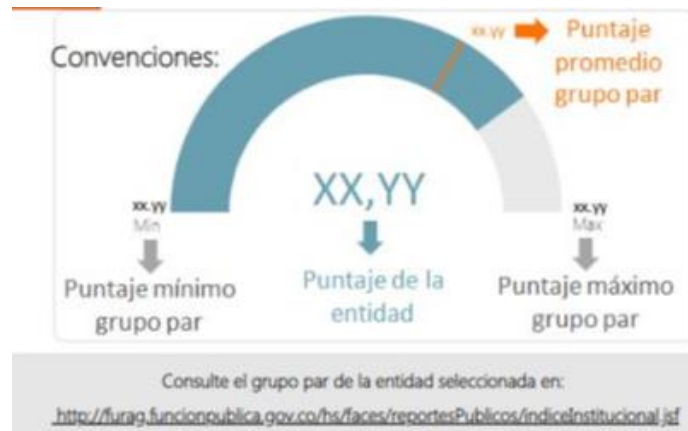 Convenciones:
xx.yy
Puntaje
promedio
grupo par
XX,YY
xx.yy
Min
xx.yy
Max
Puntaje mínimo
grupo par
Puntaje de la
entidad
Puntaje máximo
grupo par
Consulte el grupo par de la entidad seleccionada en:
http://furag.funcionpublica.gov.co/hs/faces/reportesPublicos/indiceInstitucional.jsf